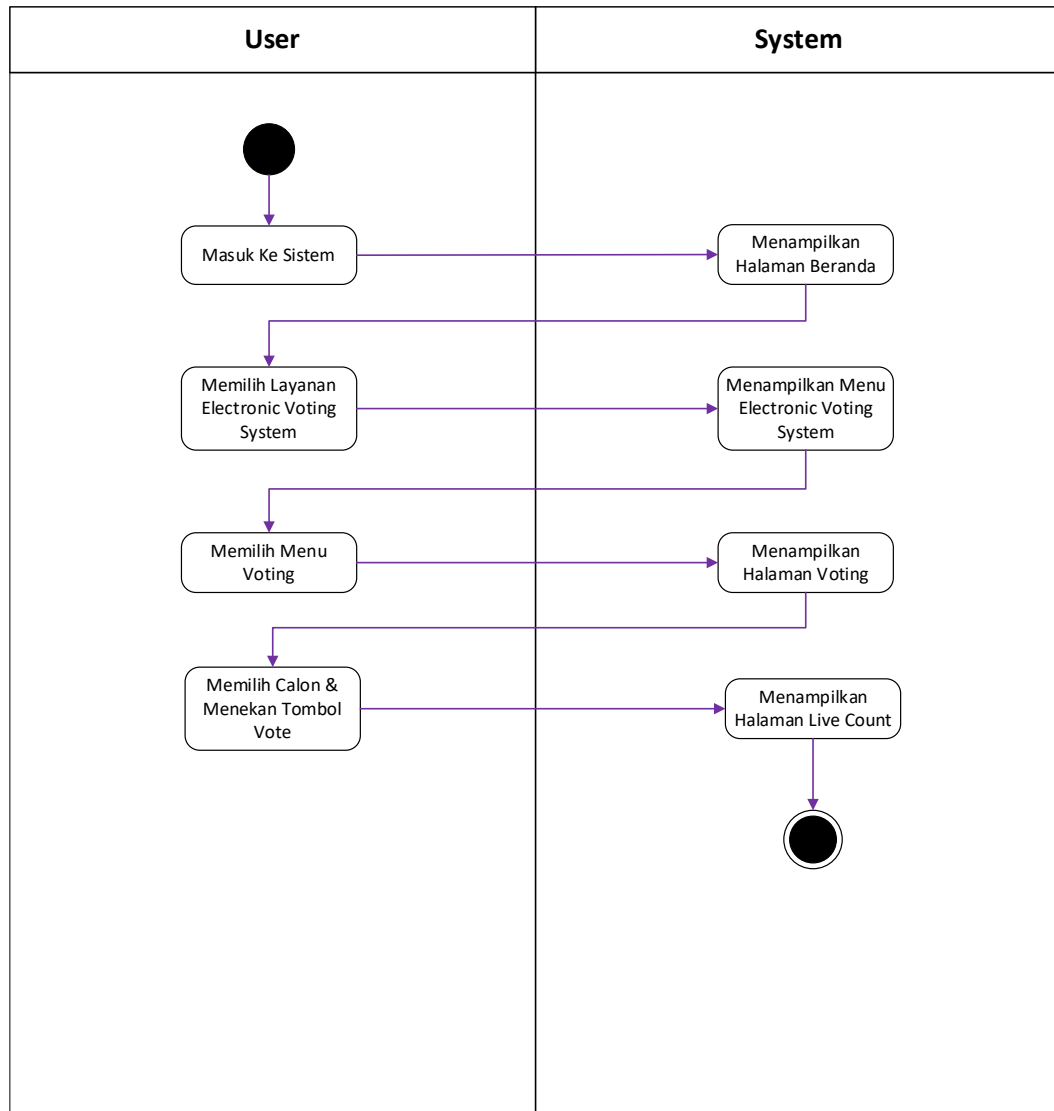 User
System
Masuk Ke Sistem
Menampilkan
Halaman Beranda
Memilih Layanan
Electronic Voting
System
Menampilkan Menu
Electronic Voting
System
Memilih Menu
Voting
Menampilkan
Halaman Voting
Memilih Calon &
Menekan Tombol
Vote
Menampilkan
Halaman Live Count